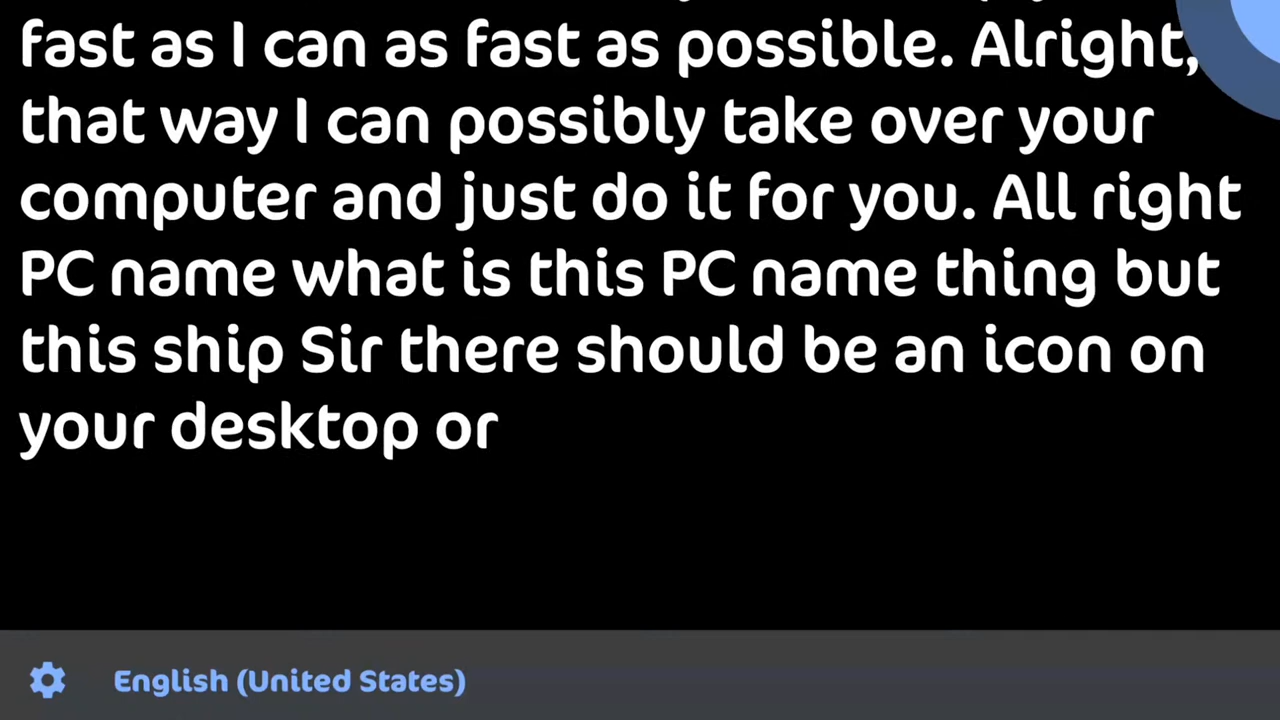 fast as I can as fast as possible. Alright,
that way I can possibly take over your
computer and just do it for you. All right
PC name what is this PC name thing but
this ship Sir there should be an icon on
your desktop or
English (United States)